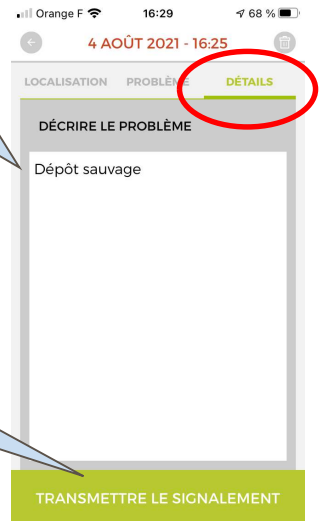 Orange F 16:29 68 %
4 AOÛT 2021 - 16:25
LOCALISATION PROBLÈME DÉTAILS
DÉCRIRE LE PROBLÈME
Dépôt sauvage
TRANSMETTRE LE SIGNALEMENT